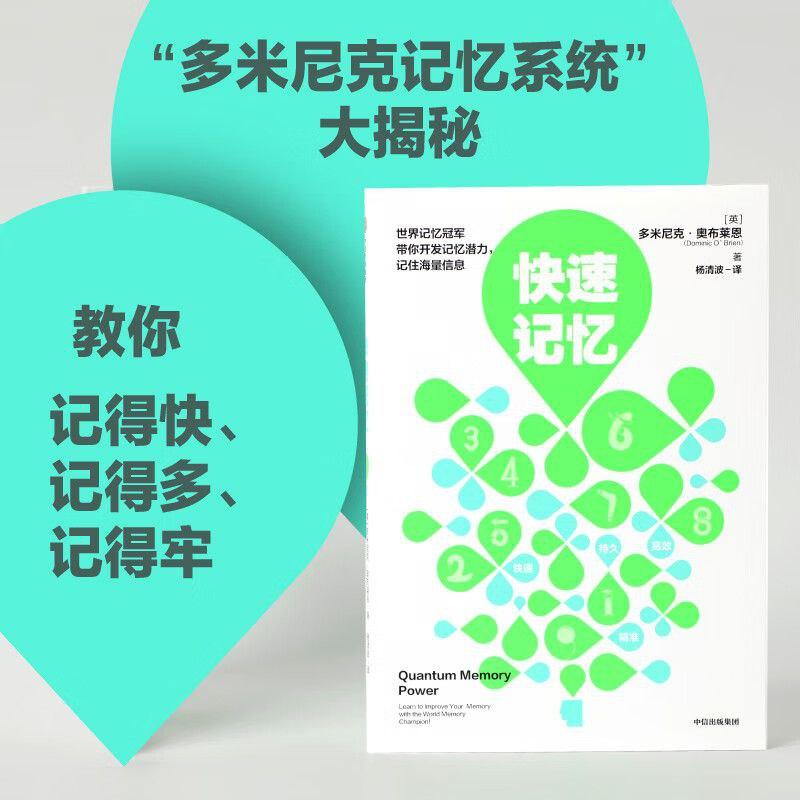 “多米尼克记忆系统”
大揭秘
教你
记得快、
记得多、
记得牢
世界记忆冠军
带你开发记忆潜力，
记住海量信息
[英]
多米尼克·奥布莱恩
(Dominic O’Brien)
著
杨清波-译
快速
记忆
3
6
4
7
5
8
2
快速
持久
高效
1
9
精准
Quantum Memory
Power
Learn to Improve Your Memory
with the World Memory
Champion!
中信出版集团